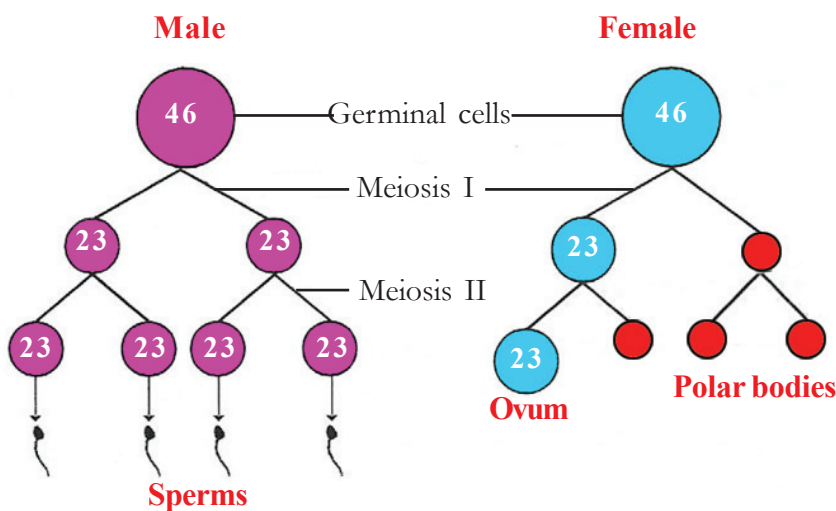 Male Female
46 Germinal cells 46
Meiosis I
23 23 23
Meiosis II
23 23 23 23 23
Ovum Polar bodies
Sperms